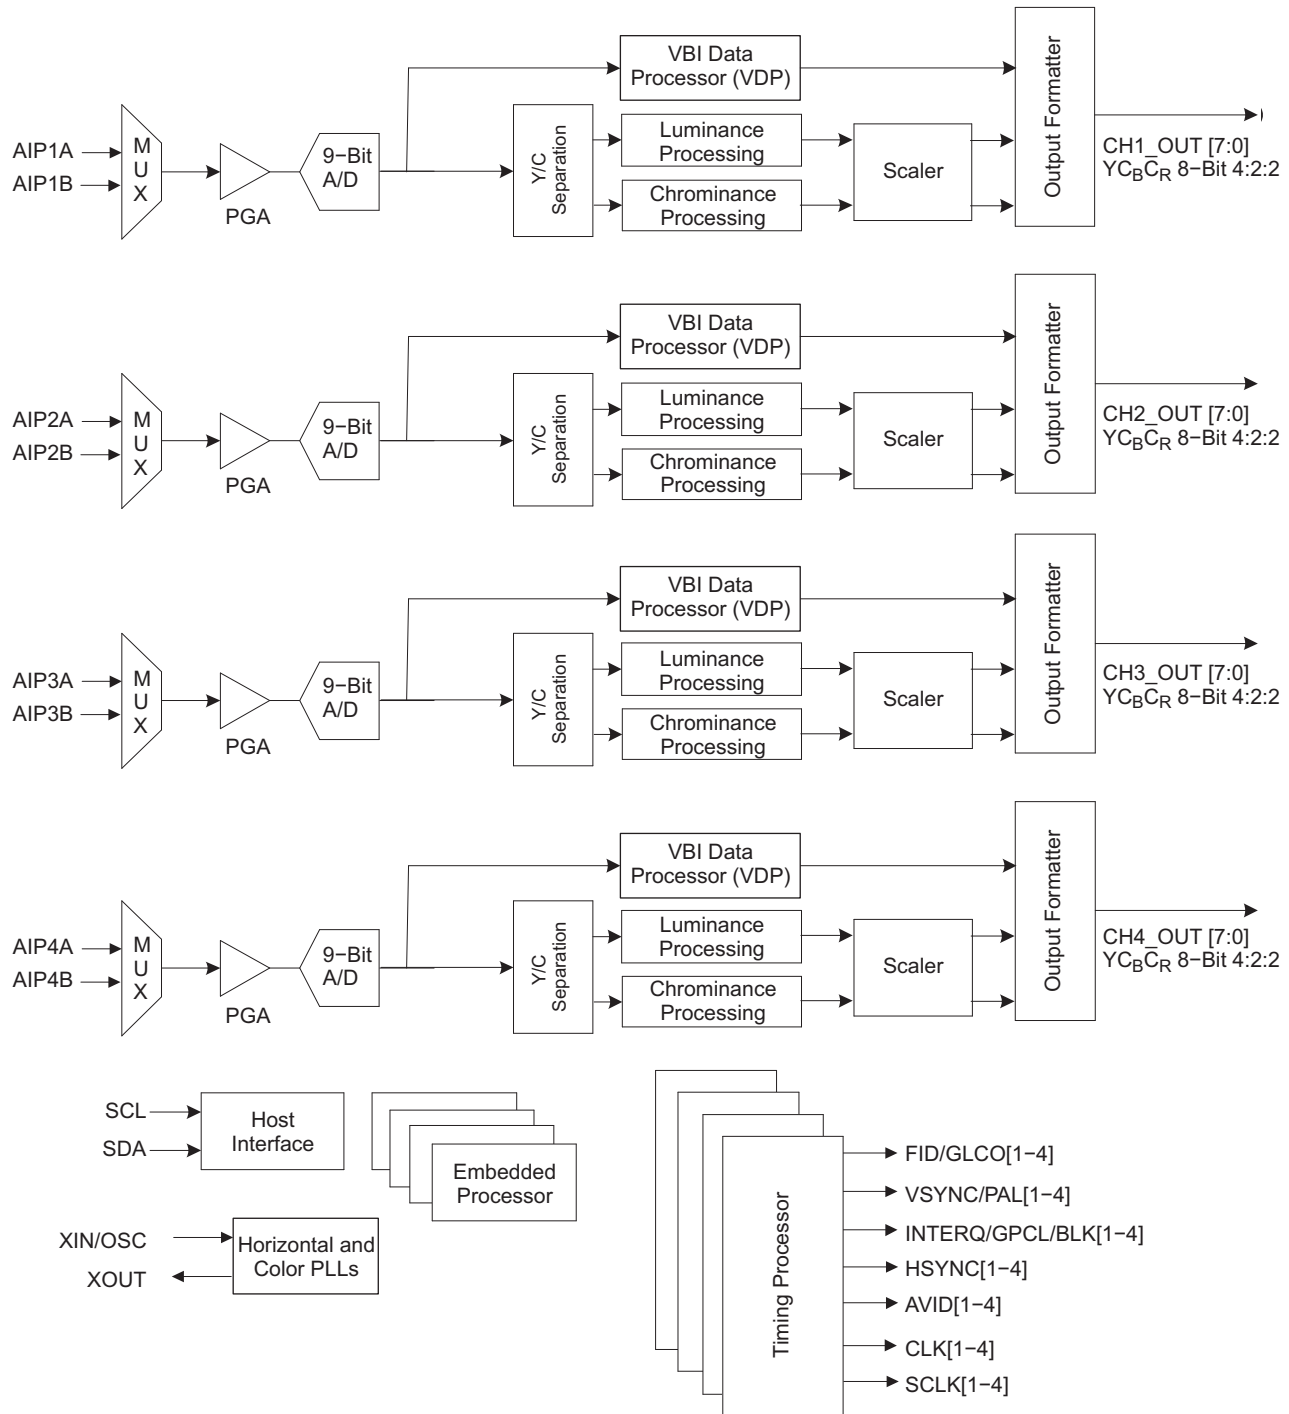 VBI Data
Processor (VDP)
Output Formatter
AIP1A
AIP1B
M
U
X
PGA
9−Bit
A/D
Y/C
Separation
Luminance
Processing
Chrominance
Processing
Scaler
CH1_OUT [7:0]
YCBCR 8−Bit 4:2:2
VBI Data
Processor (VDP)
Output Formatter
AIP2A
AIP2B
M
U
X
PGA
9−Bit
A/D
Y/C
Separation
Luminance
Processing
Chrominance
Processing
Scaler
CH2_OUT [7:0]
YCBCR 8−Bit 4:2:2
VBI Data
Processor (VDP)
Output Formatter
AIP3A
AIP3B
M
U
X
PGA
9−Bit
A/D
Y/C
Separation
Luminance
Processing
Chrominance
Processing
Scaler
CH3_OUT [7:0]
YCBCR 8−Bit 4:2:2
VBI Data
Processor (VDP)
Output Formatter
AIP4A
AIP4B
M
U
X
PGA
9−Bit
A/D
Y/C
Separation
Luminance
Processing
Chrominance
Processing
Scaler
CH4_OUT [7:0]
YCBCR 8−Bit 4:2:2
SCL
SDA
Host
Interface
Embedded
Processor
XIN/OSC
XOUT
Horizontal and
Color PLLs
Timing Processor
FID/GLCO[1−4]
VSYNC/PAL[1−4]
INTERQ/GPCL/BLK[1−4]
HSYNC[1−4]
AVID[1−4]
CLK[1−4]
SCLK[1−4]